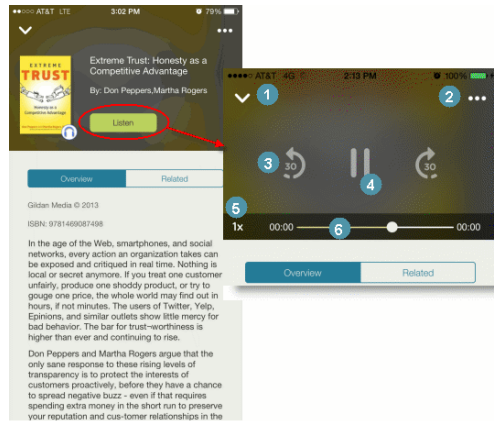 AT&T LTE 3:02 PM 79%
EXTREME
TRUST
Honesty as a
Competitive Advantage
Extreme Trust: Honesty as a
Competitive Advantage
By: Don Peppers,Martha Rogers
Listen
Overview Related
Gildan Media © 2013
ISBN: 9781469087498
In the age of the Web, smartphones, and social
networks, every action an organization takes can
be exposed and critiqued in real time. Nothing is
local or secret anymore. If you treat one customer
unfairly, produce one shoddy product, or try to
gouge one price, the whole world may find out in
hours, if not minutes. The users of Twitter, Yelp,
Epinions, and similar outlets show little mercy for
bad behavior. The bar for trust-worthiness is
higher than ever and continuing to rise.
Don Peppers and Martha Rogers argue that the
only sane response to these rising levels of
transparency is to protect the interests of
customers proactively, before they have a chance
to spread negative buzz - even if that requires
spending extra money in the short run to preserve
your reputation and cus-tomer relationships in the
AT&T 4G 2:13 PM 100%
1 2
3 30 4 30
5
1x 00:00 6 00:00
Overview Related